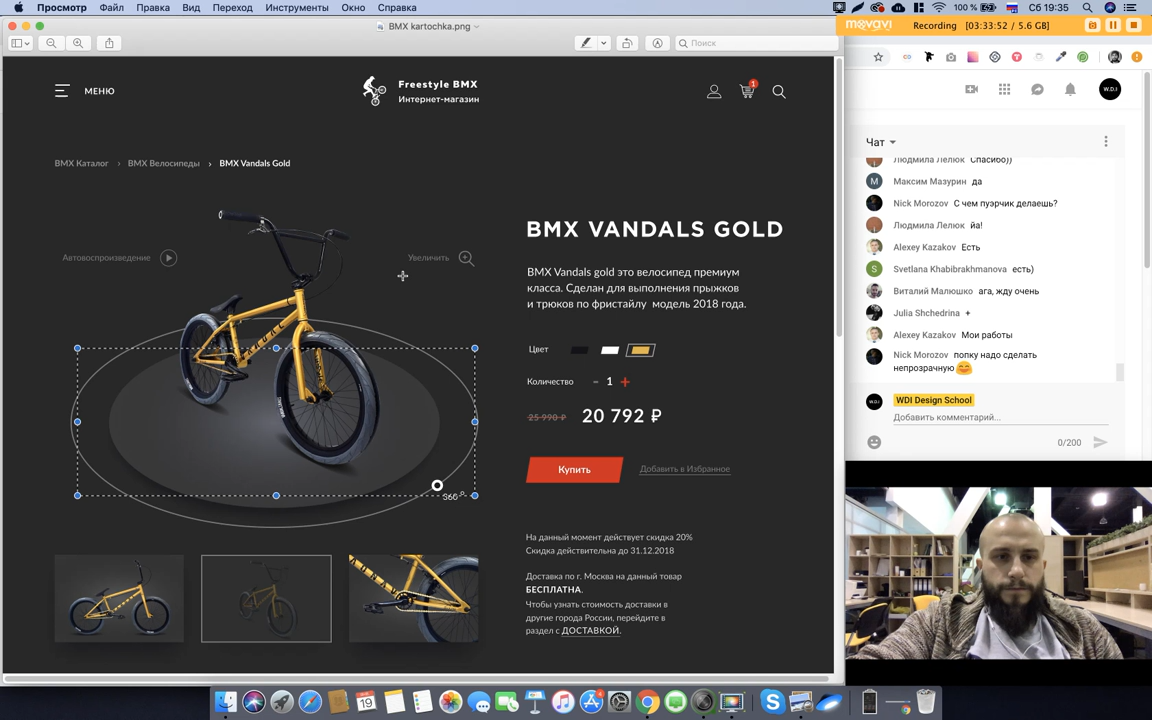 Просмотр Файл Правка Вид Переход Инструменты Окно Справка
100 % Сб 19:35
BMX kartochka.png
movavi Recording [03:33:52 / 5.6 GB]
Поиск
МЕНЮ
Freestyle BMX
Интернет-магазин
1
BMX Каталог › BMX Велосипеды › BMX Vandals Gold
Автовоспроизведение
Увеличить
360°
BMX VANDALS GOLD
BMX Vandals gold это велосипед премиум
класса. Сделан для выполнения прыжков
и трюков по фристайлу модель 2018 года.
Цвет
Количество - 1 +
25 990 ₽ 20 792 ₽
Купить Добавить в Избранное
На данный момент действует скидка 20%
Скидка действительна до 31.12.2018
Доставка по г. Москва на данный товар
БЕСПЛАТНА.
Чтобы узнать стоимость доставки в
другие города России, перейдите в
раздел с ДОСТАВКОЙ.
W.D.I
Чат
Людмила Лелюк Спасибо))
М Максим Мазурин да
Nick Morozov С чем пуэрчик делаешь?
Людмила Лелюк йа!
Alexey Kazakov Есть
S Svetlana Khabibrakhmanova есть)
Виталий Малюшко ага, жду очень
Julia Shchedrina +
Alexey Kazakov Мои работы
Nick Morozov попку надо сделать
непрозрачную
W.D.I WDI Design School
Добавить комментарий...
0/200
19